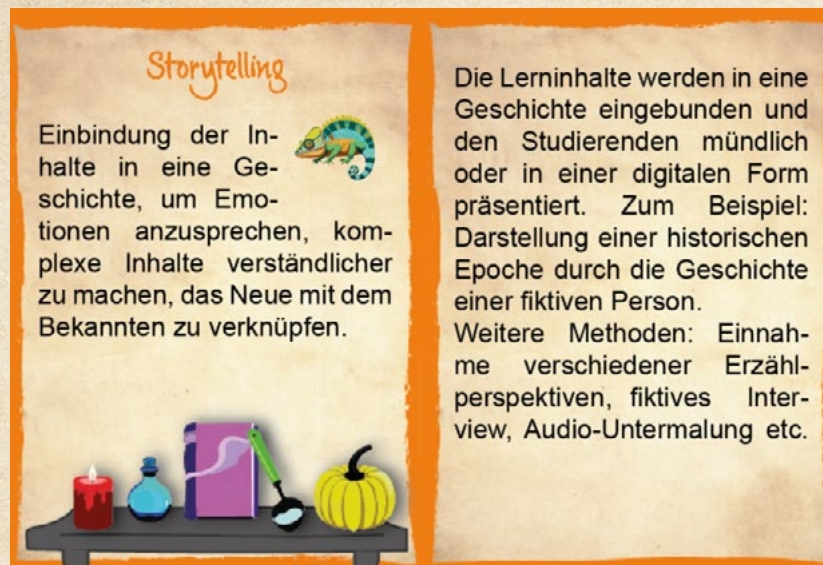 Storytelling
Einbindung der In-
halte in eine Ge-
schichte, um Emo-
tionen anzusprechen, kom-
plexe Inhalte verständlicher
zu machen, das Neue mit dem
Bekannten zu verknüpfen.
Die Lerninhalte werden in eine
Geschichte eingebunden und
den Studierenden mündlich
oder in einer digitalen Form
präsentiert. Zum Beispiel:
Darstellung einer historischen
Epoche durch die Geschichte
einer fiktiven Person.
Weitere Methoden: Einnah-
me verschiedener Erzähl-
perspektiven, fiktives Inter-
view, Audio-Untermalung etc.